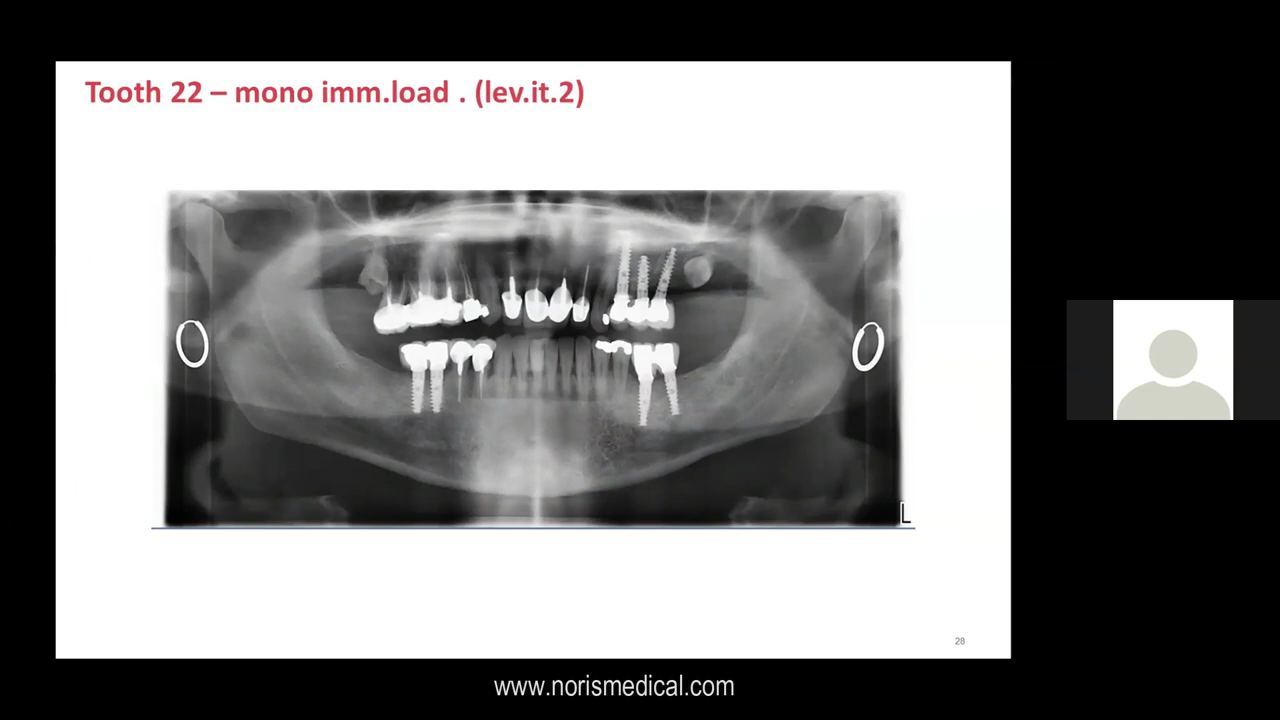 Tooth 22 – mono imm.load . (lev.it.2)
L
28
www.norismedical.com